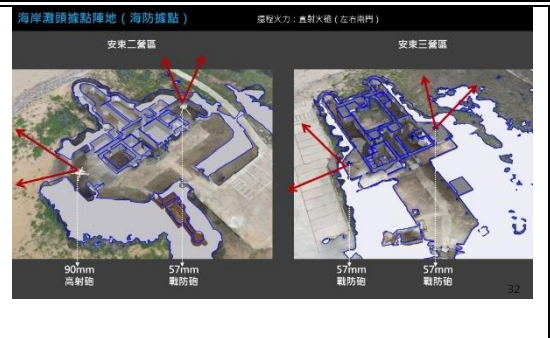 海岸灘頭據點陣地(海防據點)
遠程火力：直射火砲(左右兩門)
安東二營區
安東三營區
90mm
高射砲
57mm
戰防砲
57mm
戰防砲
57mm
戰防砲
32